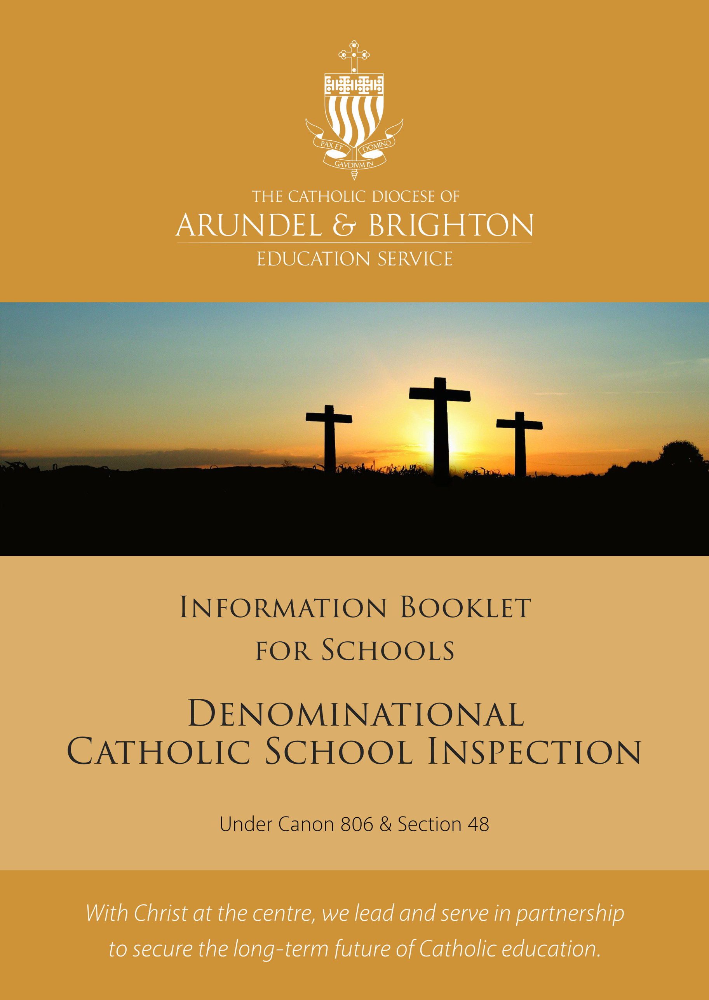 PAX ET
GAVDIVM IN
DOMINO
THE CATHOLIC DIOCESE OF
ARUNDEL & BRIGHTON
EDUCATION SERVICE
INFORMATION BOOKLET
FOR SCHOOLS
DENOMINATIONAL
CATHOLIC SCHOOL INSPECTION
Under Canon 806 & Section 48
With Christ at the centre, we lead and serve in partnership
to secure the long-term future of Catholic education.